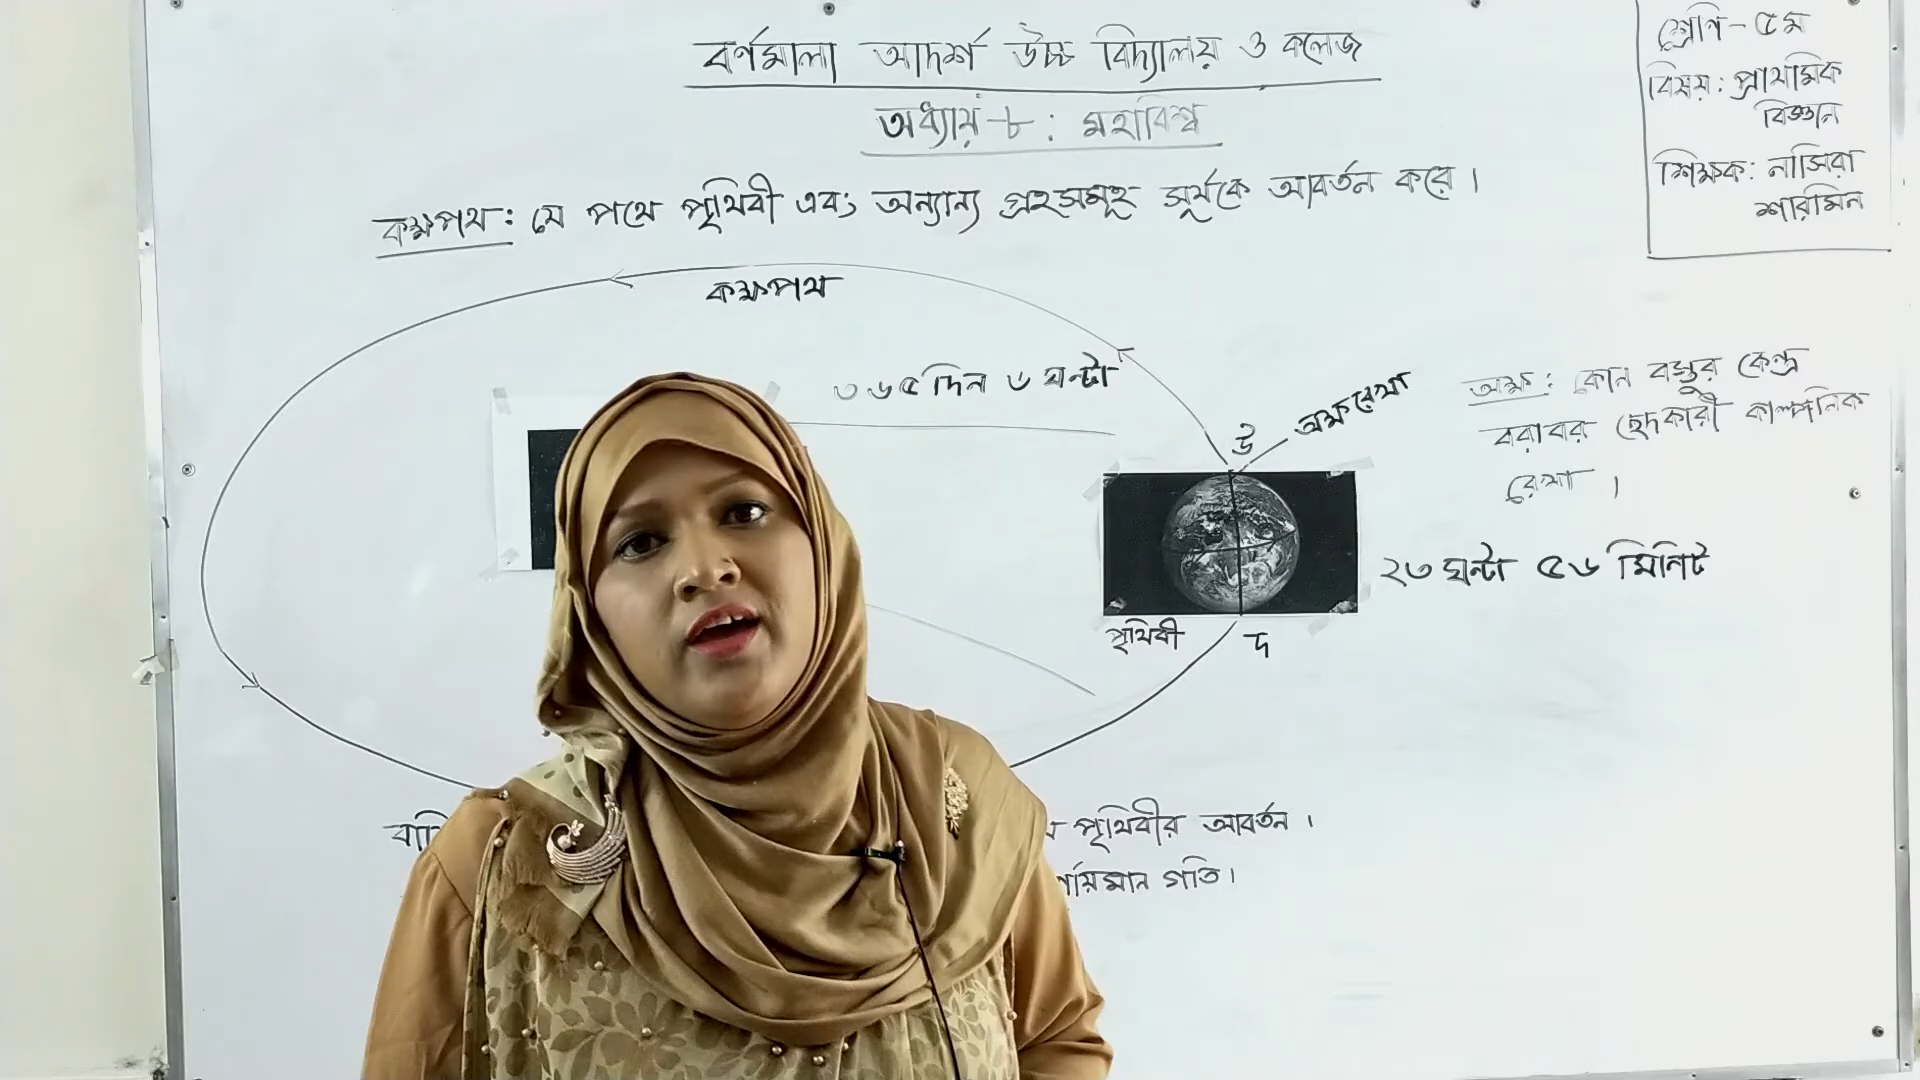 বর্ণমালা আদর্শ উচ্চ বিদ্যালয় ও কলেজ
অধ্যায়-৮ : মহাবিশ্ব
শ্রেণি-৫ম
বিষয়: প্রাথমিক
বিজ্ঞান
শিক্ষক: নাসিরা
শারমিন
কক্ষপথ: যে পথে পৃথিবী এবং অন্যান্য গ্রহসমূহ সূর্যকে আবর্তন করে।
কক্ষপথ
৩৬৫ দিন ৬ ঘন্টা
উ
অক্ষরেখা
অক্ষ: কোন বস্তুর কেন্দ্র
বরাবর ছেদকারী কাল্পনিক
রেখা।
২৩ ঘন্টা ৫৬ মিনিট
পৃথিবী
দ
পৃথিবীর আবর্তন।
গতি।